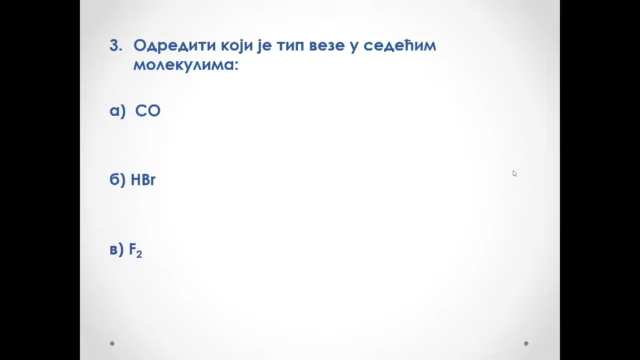 3. Одредити који је тип везе у седећим
молекулима:
а) CO
б) HBr
в) F₂